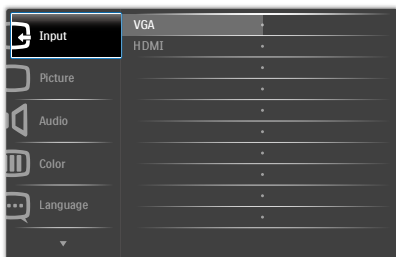 Input
VGA
HDMI
Picture
Audio
Color
Language